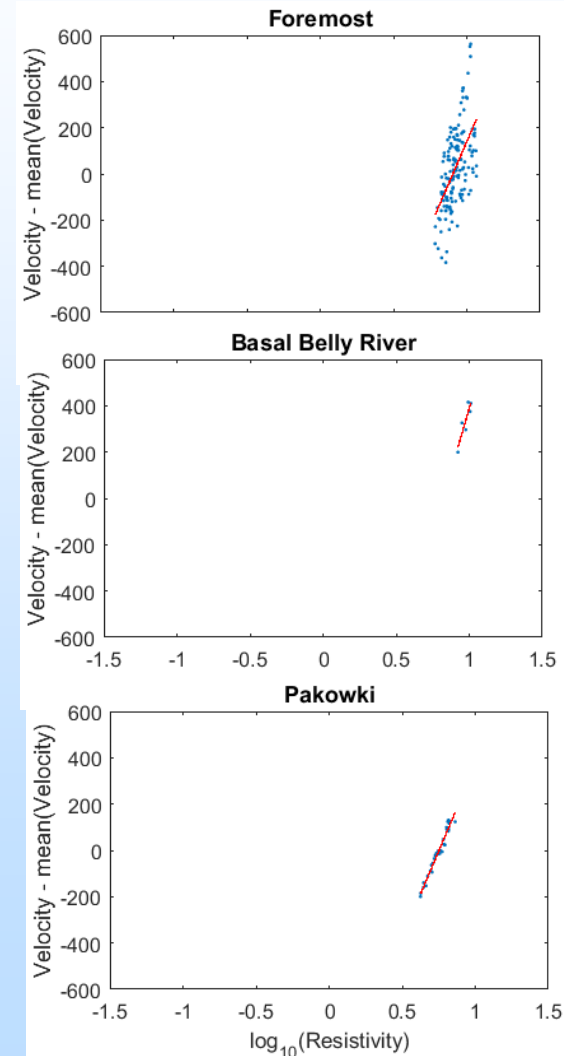 Foremost
Velocity - mean(Velocity)
600
400
200
0
-200
-400
-600
Basal Belly River
Velocity - mean(Velocity)
600
400
200
0
-200
-400
-600
-1.5 -1 -0.5 0 0.5 1 1.5
Pakowki
Velocity - mean(Velocity)
600
400
200
0
-200
-400
-600
-1.5 -1 -0.5 0 0.5 1 1.5
log10(Resistivity)